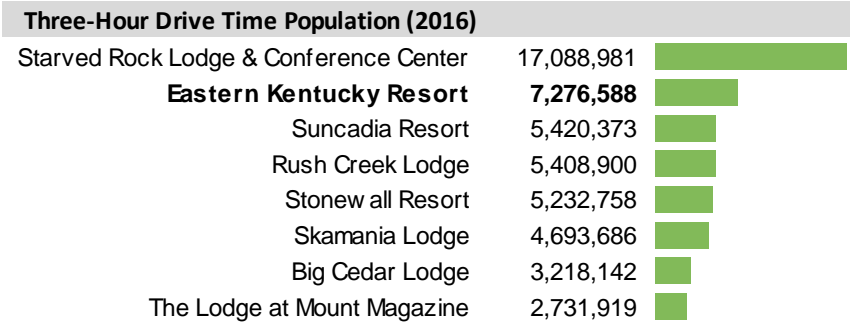 Three-Hour Drive Time Population (2016)
Starved Rock Lodge & Conference Center 17,088,981
Eastern Kentucky Resort 7,276,588
Suncadia Resort 5,420,373
Rush Creek Lodge 5,408,900
Stonewall Resort 5,232,758
Skamania Lodge 4,693,686
Big Cedar Lodge 3,218,142
The Lodge at Mount Magazine 2,731,919